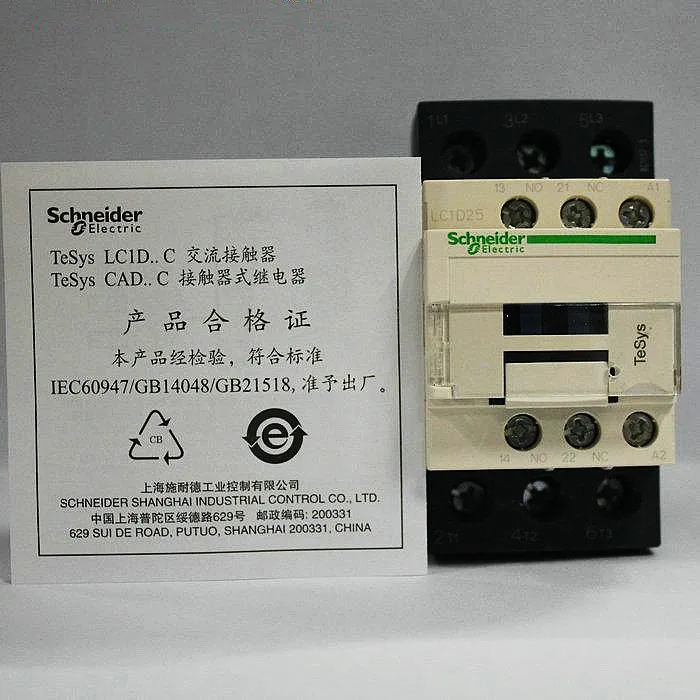 Schneider
Electric
TeSys LC1D.. C 交流接触器
TeSys CAD.. C 接触器式继电器
产品合格证
本产品经检验，符合标准
IEC60947/GB14048/GB21518, 准予出厂。
CB
e
上海施耐德工业控制有限公司
SCHNEIDER SHANGHAI INDUSTRIAL CONTROL CO., LTD.
中国上海普陀区绥德路629号 邮政编码: 200331
629 SUI DE ROAD, PUTUO, SHANGHAI 200331, CHINA
1L1 3L2 5L3
13 NO 21 NC A1
LC1D25
Schneider
Electric
TeSys
14 NO 22 NC A2
2T1 4T2 6T3